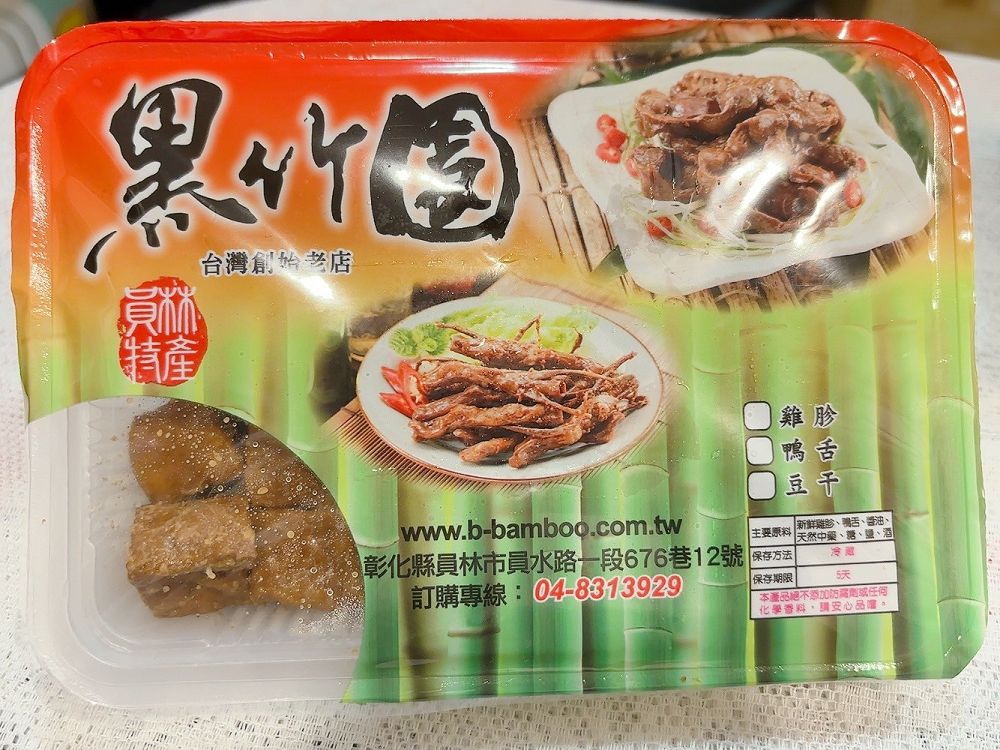 黑竹園
台灣創始老店
員林
特產
雞胗
鴨舌
豆干
www.b-bamboo.com.tw
彰化縣員林市員水路一段676巷12號
訂購專線：04-8313929
主要原料 新鮮雞胗、鴨舌、醬油、
天然中藥、糖、鹽、酒
保存方法 冷藏
保存期限 5天
本產品絕不添加防腐劑或任何
化學香料，請安心品嚐。